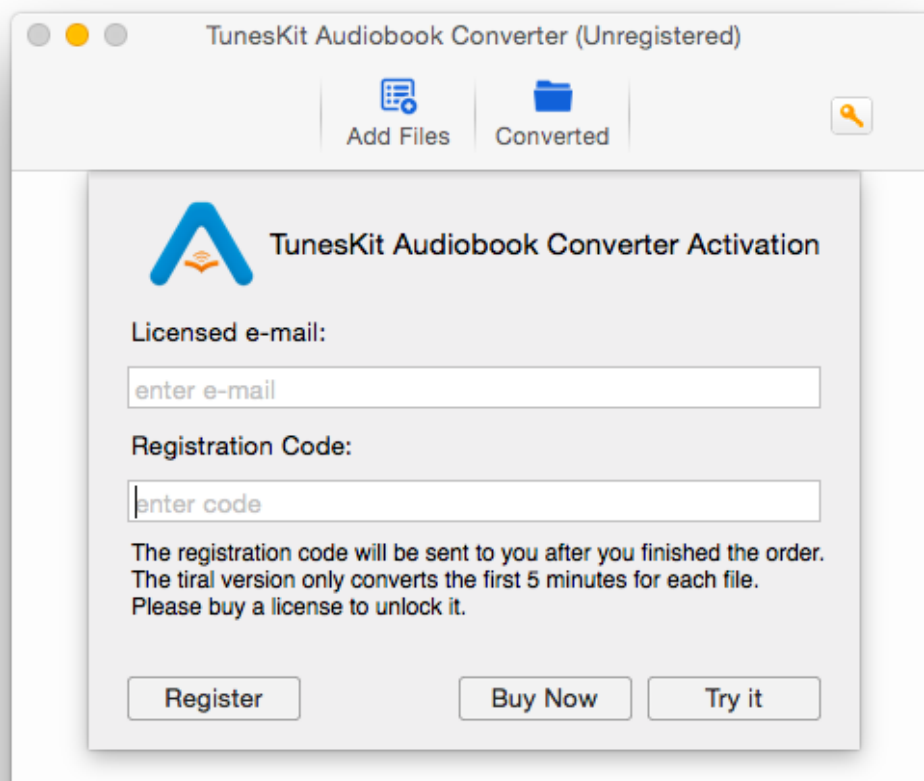 TunesKit Audiobook Converter (Unregistered)
Add Files
Converted
TunesKit Audiobook Converter Activation
Licensed e-mail:
enter e-mail
Registration Code:
enter code
The registration code will be sent to you after you finished the order.
The tiral version only converts the first 5 minutes for each file.
Please buy a license to unlock it.
Register
Buy Now
Try it